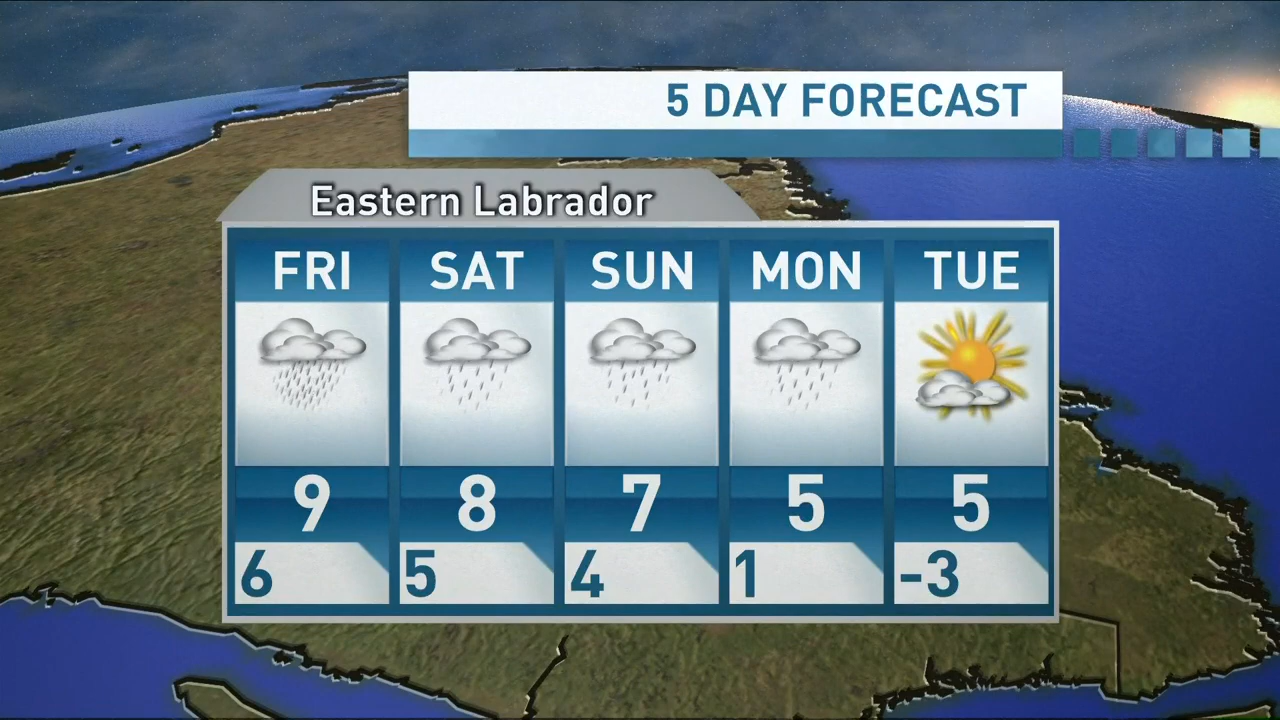 5 DAY FORECAST
Eastern Labrador
FRI SAT SUN MON TUE
9 8 7 5 5
6 5 4 1 -3